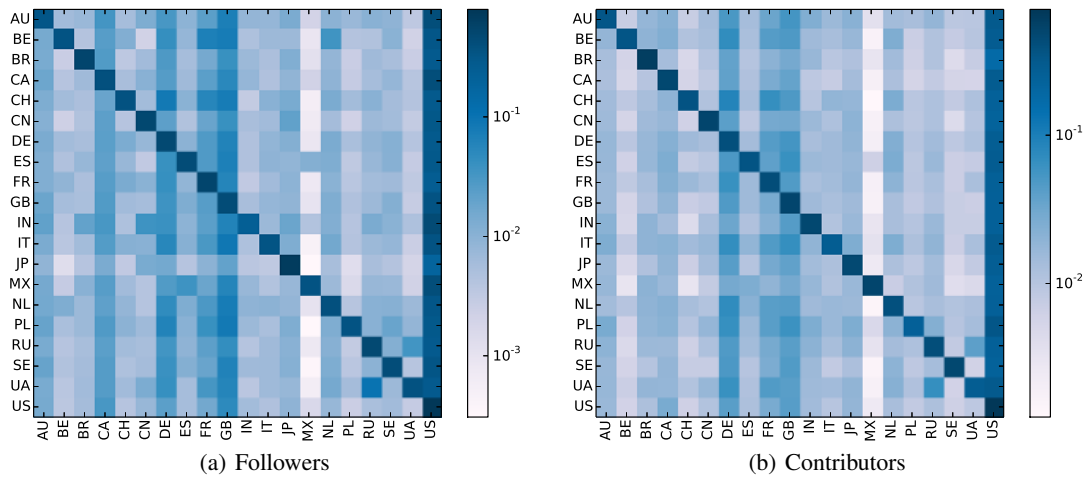 AU
BE
BR
CA
CH
CN
DE
ES
FR
GB
IN
IT
JP
MX
NL
PL
RU
SE
UA
US
AU BE BR CA CH CN DE ES FR GB IN IT JP MX NL PL RU SE UA US
10^-1
10^-2
10^-3
(a) Followers
AU
BE
BR
CA
CH
CN
DE
ES
FR
GB
IN
IT
JP
MX
NL
PL
RU
SE
UA
US
AU BE BR CA CH CN DE ES FR GB IN IT JP MX NL PL RU SE UA US
10^-1
10^-2
(b) Contributors